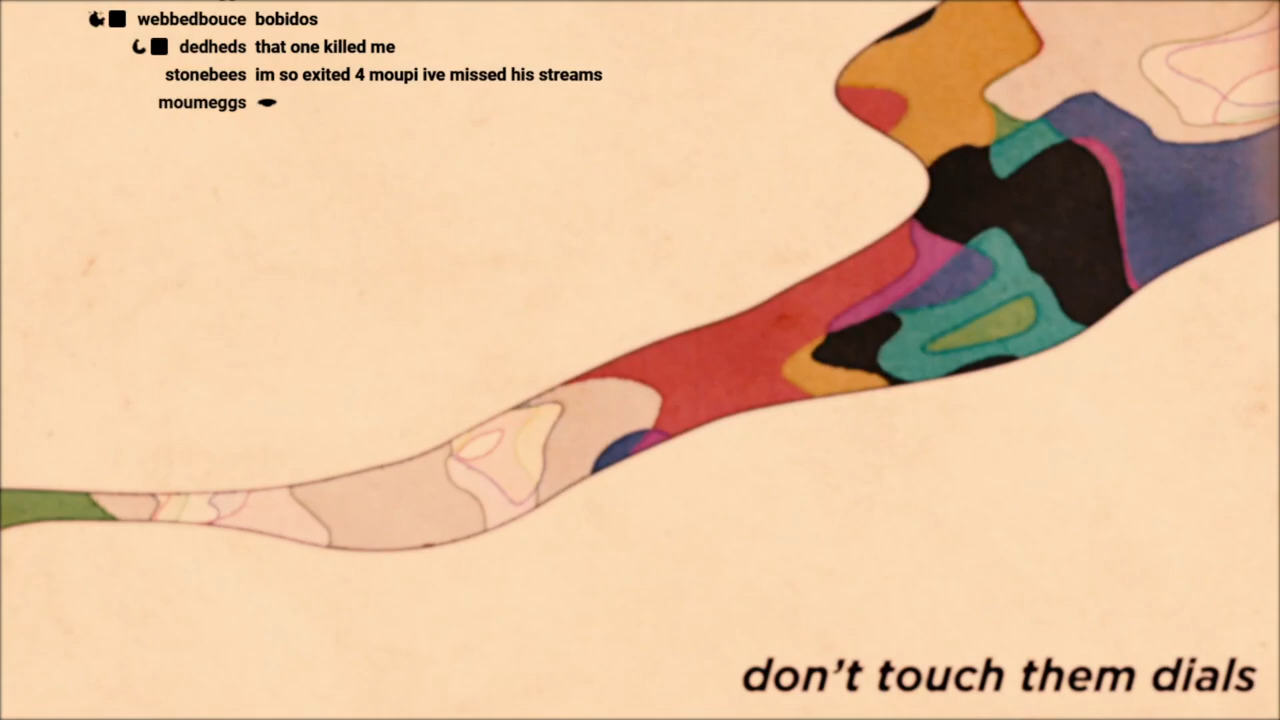 webbedbouce bobidos
dedheds that one killed me
stonebees im so exited 4 moupi ive missed his streams
moumeggs
don't touch them dials